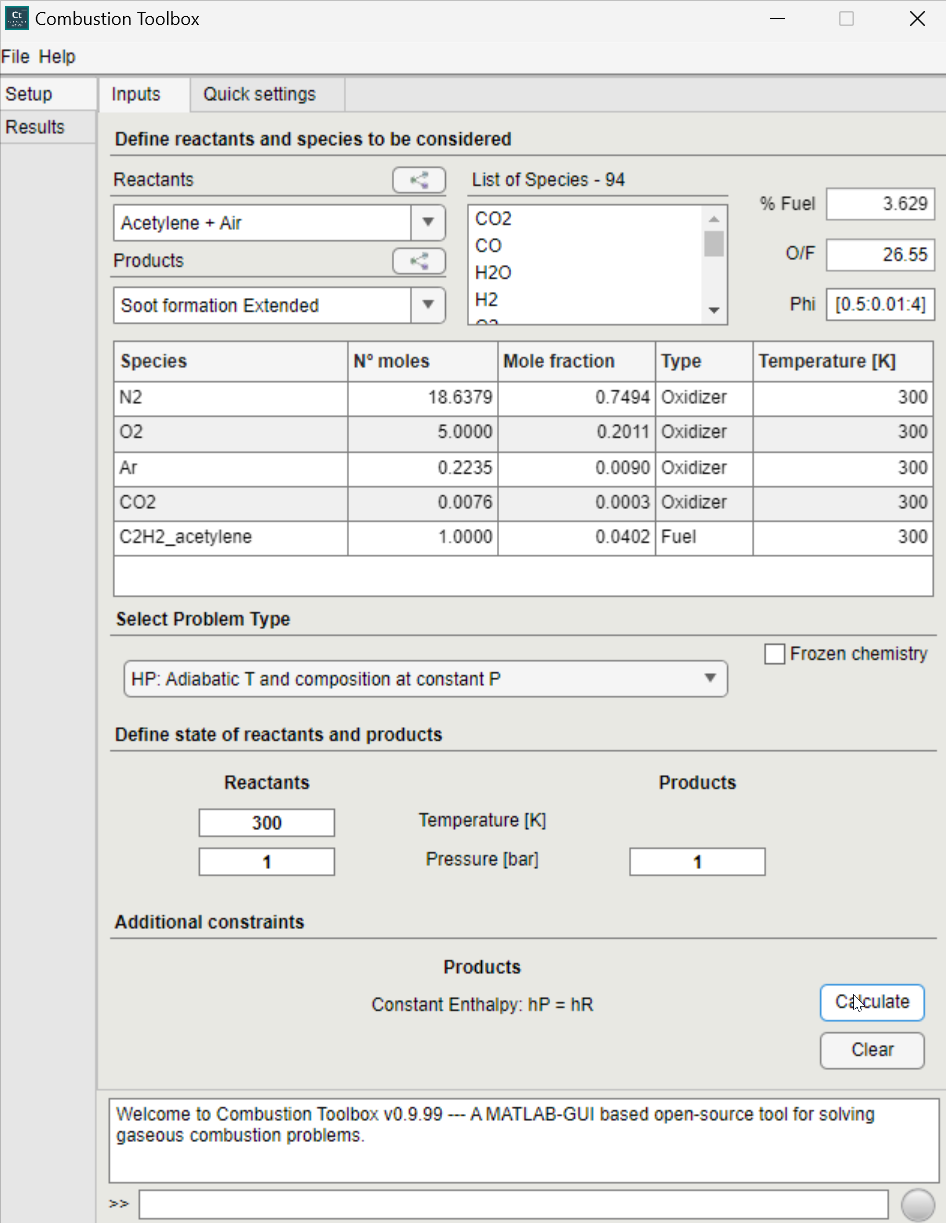 Ct
Combustion Toolbox
File Help
Setup
Results
Inputs
Quick settings
Define reactants and species to be considered
Reactants
Acetylene + Air
Products
Soot formation Extended
List of Species - 94
CO2
CO
H2O
H2
O2
% Fuel 3.629
O/F 26.55
Phi [0.5:0.01:4]
Species Nº moles Mole fraction Type Temperature [K]
N2 18.6379 0.7494 Oxidizer 300
O2 5.0000 0.2011 Oxidizer 300
Ar 0.2235 0.0090 Oxidizer 300
CO2 0.0076 0.0003 Oxidizer 300
C2H2_acetylene 1.0000 0.0402 Fuel 300
Select Problem Type
Frozen chemistry
HP: Adiabatic T and composition at constant P
Define state of reactants and products
Reactants Products
300 Temperature [K]
1 Pressure [bar] 1
Additional constraints
Products
Constant Enthalpy: hP = hR
Calculate
Clear
Welcome to Combustion Toolbox v0.9.99 --- A MATLAB-GUI based open-source tool for solving
gaseous combustion problems.
>>